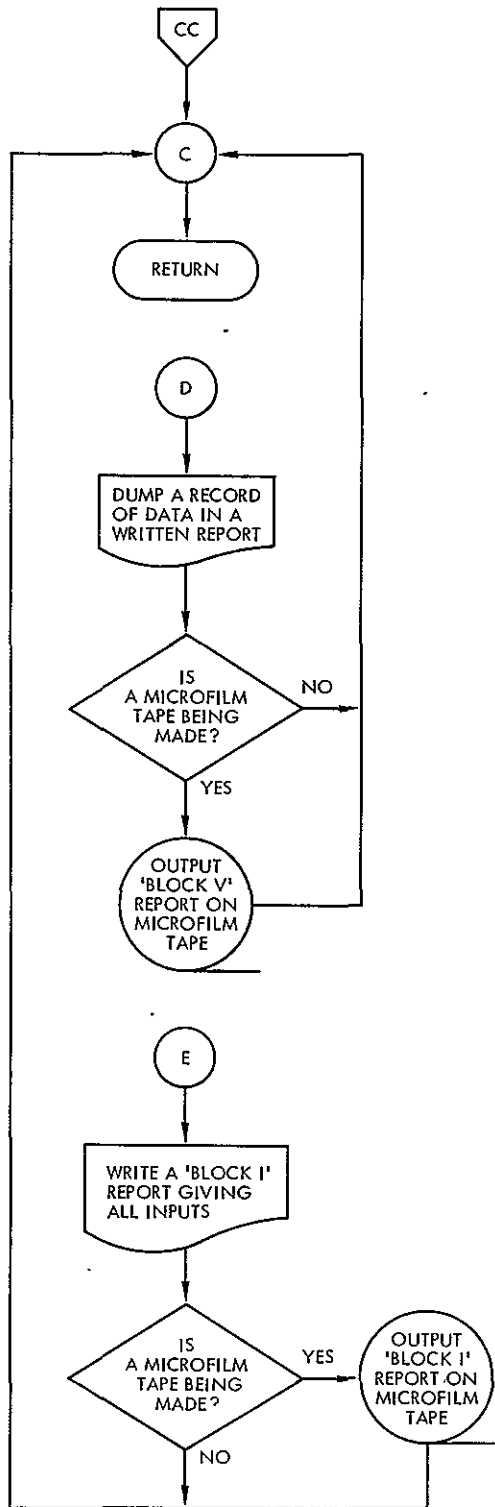 CC
C
RETURN
D
DUMP A RECORD
OF DATA IN A
WRITTEN REPORT
IS
A MICROFILM
TAPE BEING
MADE?
NO
YES
OUTPUT
'BLOCK V'
REPORT ON
MICROFILM
TAPE
E
WRITE A 'BLOCK I'
REPORT GIVING
ALL INPUTS
IS
A MICROFILM
TAPE BEING
MADE?
YES
NO
OUTPUT
'BLOCK I'
REPORT ON
MICROFILM
TAPE